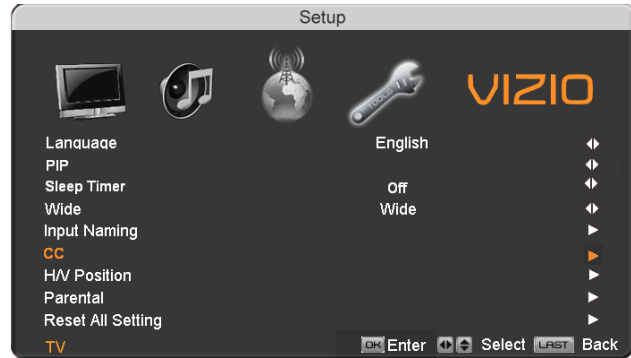 Setup
TOOLS
VIZIO
Language English
PIP
Sleep Timer Off
Wide Wide
Input Naming
CC
H/V Position
Parental
Reset All Setting
TV OK Enter Select LAST Back